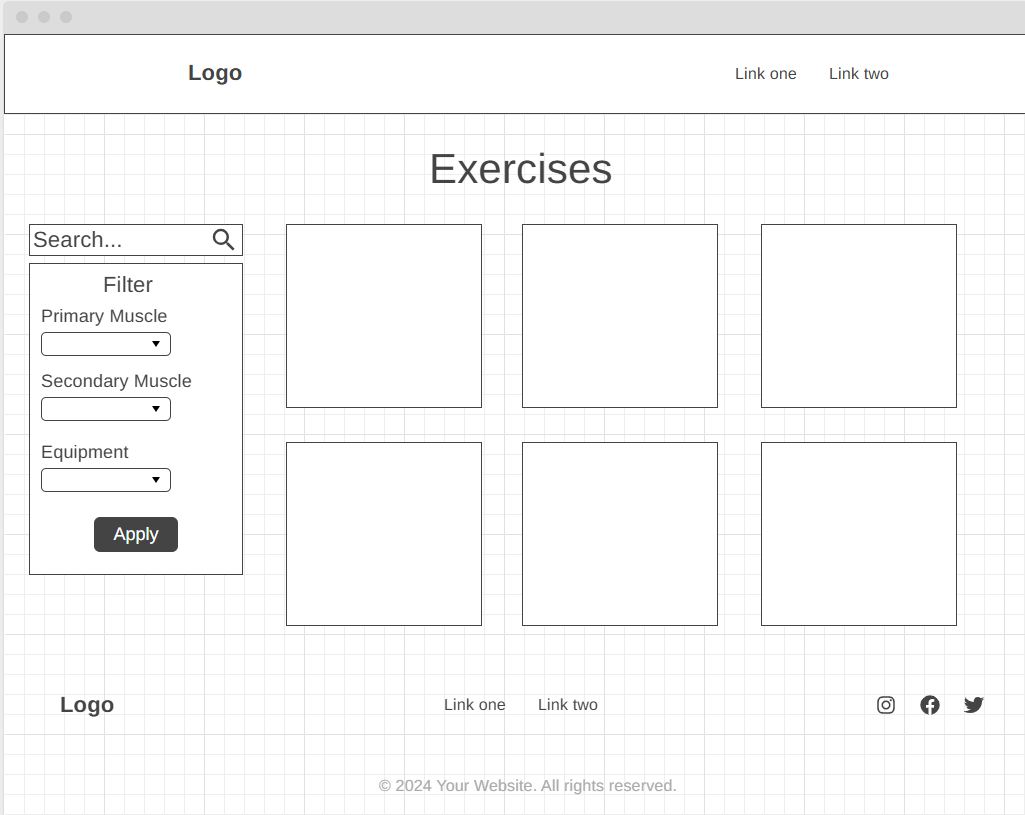 Logo
Link one
Link two
Exercises
Search...
Filter
Primary Muscle
Secondary Muscle
Equipment
Apply
Logo
Link one
Link two
© 2024 Your Website. All rights reserved.